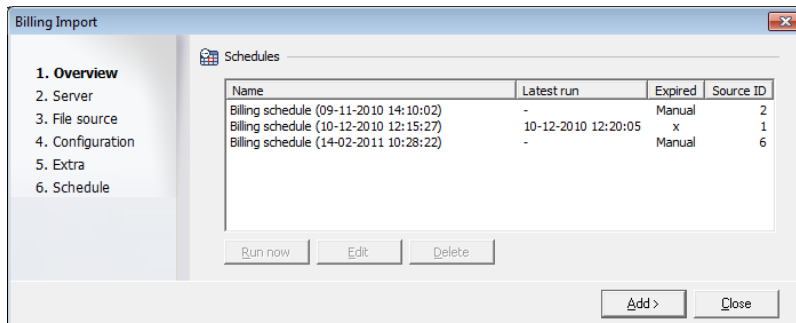 Billing Import
1. Overview
2. Server
3. File source
4. Configuration
5. Extra
6. Schedule
Schedules
Name Latest run Expired Source ID
Billing schedule (09-11-2010 14:10:02) - Manual 2
Billing schedule (10-12-2010 12:15:27) 10-12-2010 12:20:05 x 1
Billing schedule (14-02-2011 10:28:22) - Manual 6
Run now Edit Delete
Add > Close